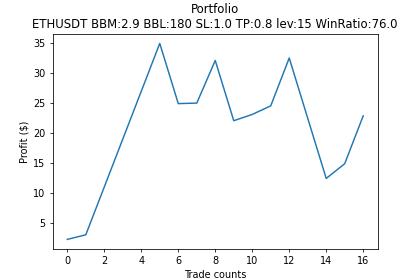 Portfolio
ETHUSDT BBM:2.9 BBL:180 SL:1.0 TP:0.8 lev:15 WinRatio:76.0
35
30
25
20
15
10
5
Profit ($)
0 2 4 6 8 10 12 14 16
Trade counts